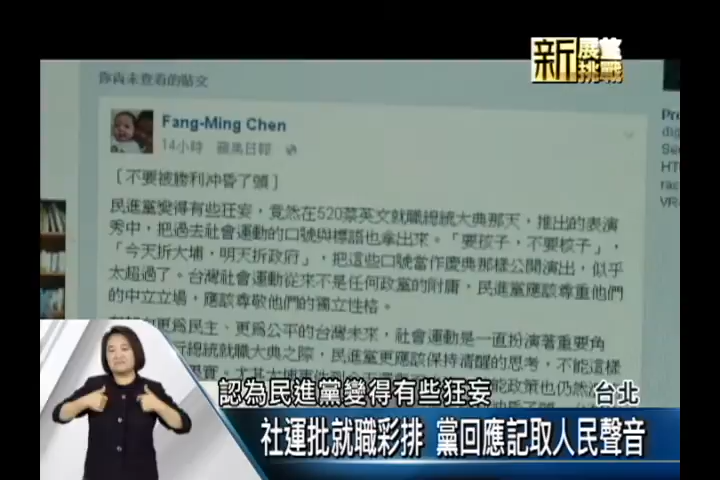 新展黨挑戰
你尚未查看的貼文
Fang-Ming Chen
14小時
[不要被勝利冲昏了頭]
民進黨變得有些狂妄，竟然在520蔡英文就職總統大典那天，推出的表演
秀中，把過去社會運動的口號與標語也拿出來。「要孩子，不要核子」，
「今天拆大埔，明天拆政府」，把這些口號當作慶典那樣公開演出，似乎
太超過了。台灣社會運動從來不是任何政黨的附庸，民進黨應該尊重他們
的中立立場，應該尊敬他們的獨立性格。
更為民主、更為公平的台灣未來，社會運動是一直扮演著重要角
新總統就職大典之際，民進黨更應該保持清醒的思考，不能這樣
認為民進黨變得有些狂妄
台北
社運批就職彩排 黨回應記取人民聲音